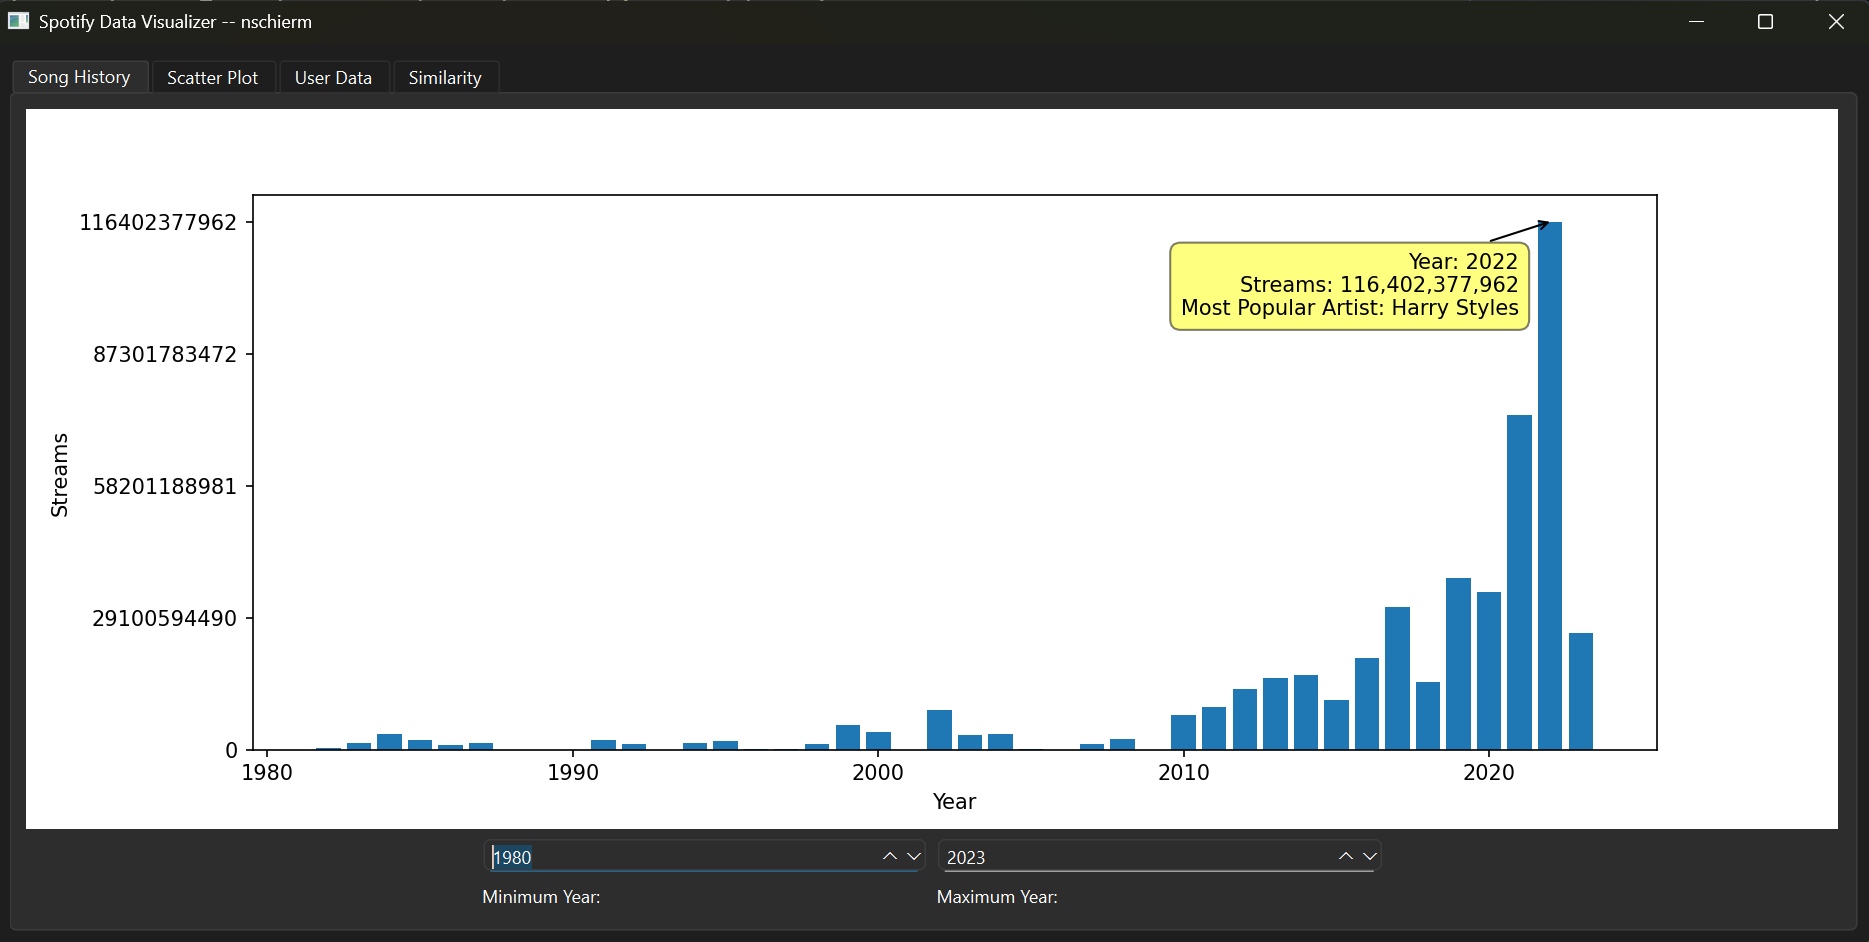 Spotify Data Visualizer -- nschierm
Song History
Scatter Plot
User Data
Similarity
116402377962
87301783472
58201188981
29100594490
0
Streams
Year: 2022
Streams: 116,402,377,962
Most Popular Artist: Harry Styles
1980
1990
2000
2010
2020
Year
1980
2023
Minimum Year:
Maximum Year: